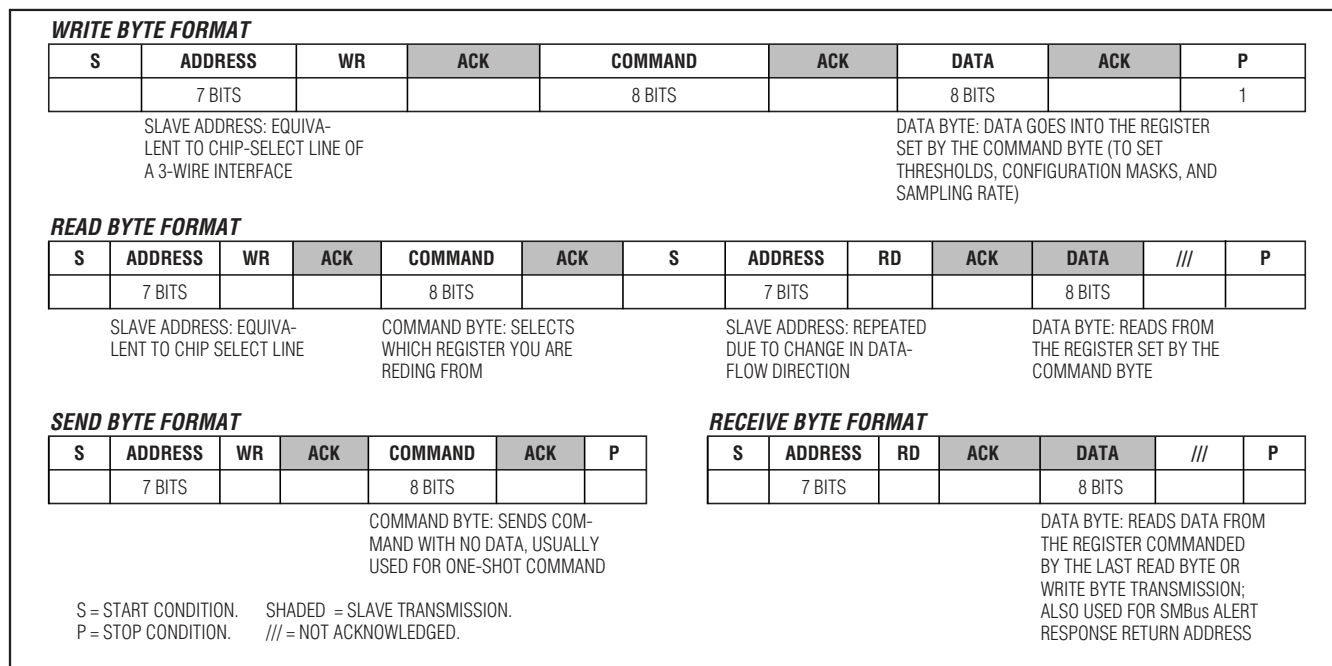 WRITE BYTE FORMAT
S ADDRESS WR ACK COMMAND ACK DATA ACK P
7 BITS 8 BITS 8 BITS 1
SLAVE ADDRESS: EQUIVA-
LENT TO CHIP-SELECT LINE OF
A 3-WIRE INTERFACE
DATA BYTE: DATA GOES INTO THE REGISTER
SET BY THE COMMAND BYTE (TO SET
THRESHOLDS, CONFIGURATION MASKS, AND
SAMPLING RATE)
READ BYTE FORMAT
S ADDRESS WR ACK COMMAND ACK S ADDRESS RD ACK DATA /// P
7 BITS 8 BITS 7 BITS 8 BITS
SLAVE ADDRESS: EQUIVA-
LENT TO CHIP SELECT LINE
COMMAND BYTE: SELECTS
WHICH REGISTER YOU ARE
REDING FROM
SLAVE ADDRESS: REPEATED
DUE TO CHANGE IN DATA-
FLOW DIRECTION
DATA BYTE: READS FROM
THE REGISTER SET BY THE
COMMAND BYTE
SEND BYTE FORMAT
S ADDRESS WR ACK COMMAND ACK P
7 BITS 8 BITS
COMMAND BYTE: SENDS COM-
MAND WITH NO DATA, USUALLY
USED FOR ONE-SHOT COMMAND
RECEIVE BYTE FORMAT
S ADDRESS RD ACK DATA /// P
7 BITS 8 BITS
DATA BYTE: READS DATA FROM
THE REGISTER COMMANDED
BY THE LAST READ BYTE OR
WRITE BYTE TRANSMISSION;
ALSO USED FOR SMBus ALERT
RESPONSE RETURN ADDRESS
S = START CONDITION. SHADED = SLAVE TRANSMISSION.
P = STOP CONDITION. /// = NOT ACKNOWLEDGED.